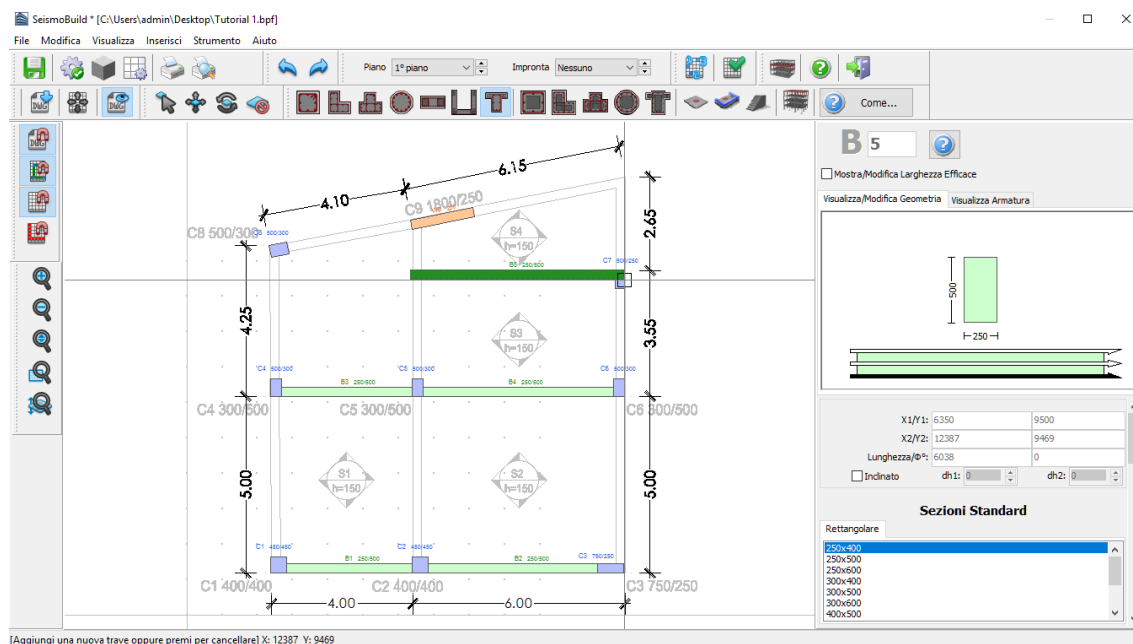 SeismoBuild * [C:\Users\admin\Desktop\Tutorial 1.bpf]
File Modifica Visualizza Inserisci Strumento Aiuto
Piano 1° piano Impronta Nessuno
DWG DWG Come...
B 5
Mostra/Modifica Larghezza Efficace
Visualizza/Modifica Geometria Visualizza Armatura
500
250
X1/Y1: 6350 9500
X2/Y2: 12387 9469
Lunghezza/Φ°: 6038 0
Inclinato dh1: 0 dh2: 0
Sezioni Standard
Rettangolare
250x400
250x500
250x600
300x400
300x500
300x600
400x500
6.15
4.10
C9 1800/250
2.65
C8 500/300
S4
h=150
B5 250/500
C7 500/250
4.25
3.55
S3
h=150
C4 500/300 C5 500/300 C6 500/300
B3 250/500 B4 250/500
C4 300/500 C5 300/500 C6 300/500
S1 S2
h=150 h=150
5.00 5.00
C1 450/450 C2 450/450 C3 750/250
B1 250/500 B2 250/500
C1 400/400 C2 400/400 C3 750/250
4.00 6.00
[Aggiungi una nuova trave oppure premi per cancellare] X: 12387 Y: 9469